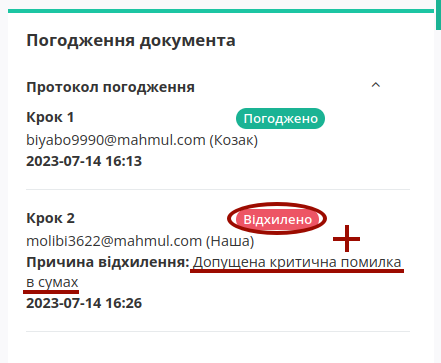 Погодження документа
Протокол погодження
Крок 1 Погоджено
biyabo9990@mahmul.com (Козак)
2023-07-14 16:13
Крок 2 Відхилено
molibi3622@mahmul.com (Наша)
Причина відхилення: Допущена критична помилка
в сумах
2023-07-14 16:26